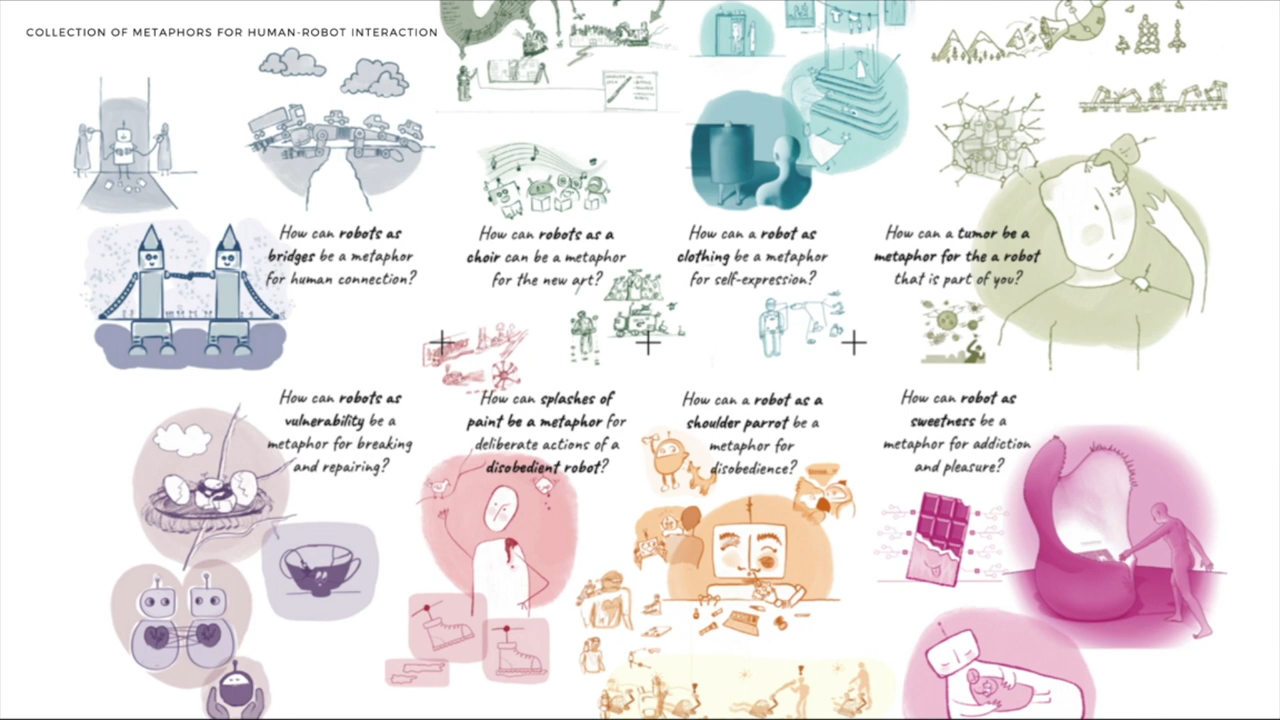 COLLECTION OF METAPHORS FOR HUMAN-ROBOT INTERACTION
How can robots as
bridges be a metaphor
for human connection?
How can robots as a
choir can be a metaphor
for the new art?
How can a robot as
clothing be a metaphor
for self-expression?
How can a tumor be a
metaphor for the a robot
that is part of you?
How can robots as
vulnerability be a
metaphor for breaking
and repairing?
How can splashes of
paint be a metaphor for
deliberate actions of a
disobedient robot?
How can a robot as a
shoulder parrot be a
metaphor for
disobedience?
How can robot as
sweetness be a
metaphor for addiction
and pleasure?